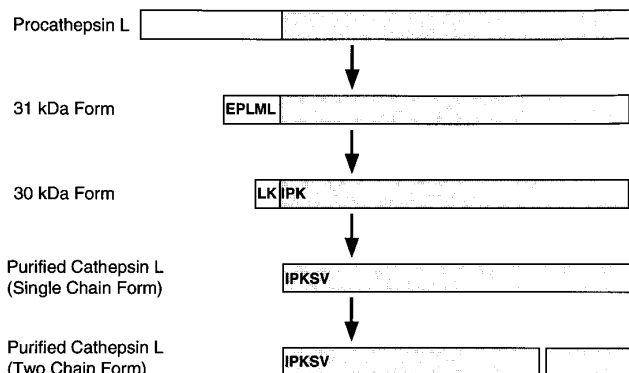 Procathepsin L
31 kDa Form
EPLML
30 kDa Form
LK IPK
Purified Cathepsin L
(Single Chain Form)
IPKSV
Purified Cathepsin L
(Two Chain Form)
IPKSV